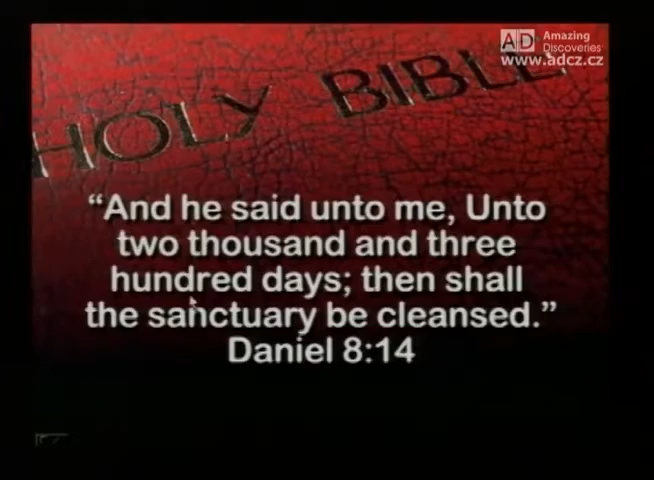 AD Amazing
Discoveries
www.adcz.cz
HOLY BIBLE
“And he said unto me, Unto
two thousand and three
hundred days; then shall
the sanctuary be cleansed.”
Daniel 8:14